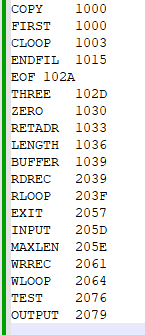 COPY 1000
FIRST 1000
CLOOP 1003
ENDFIL 1015
EOF 102A
THREE 102D
ZERO 1030
RETADR 1033
LENGTH 1036
BUFFER 1039
RDREC 2039
RLOOP 203F
EXIT 2057
INPUT 205D
MAXLEN 205E
WRREC 2061
WLOOP 2064
TEST 2076
OUTPUT 2079